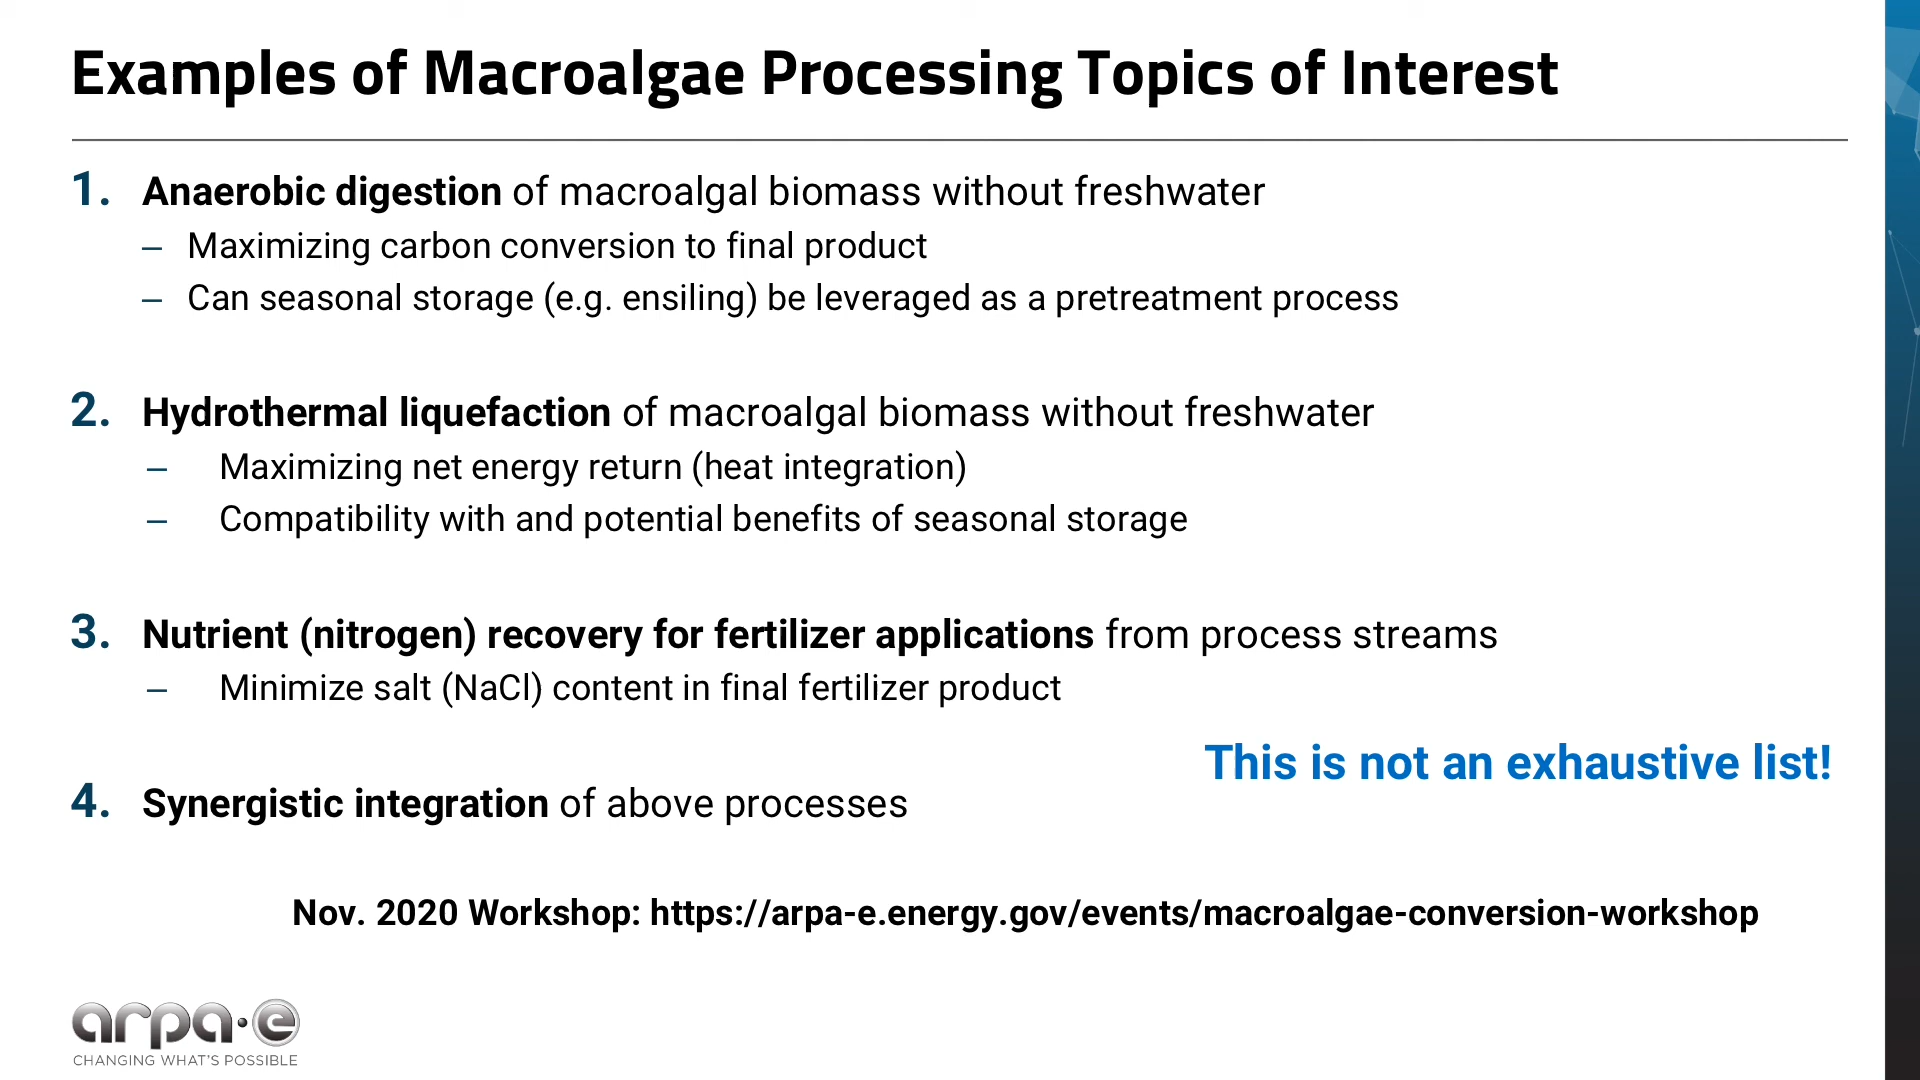 Examples of Macroalgae Processing Topics of Interest
1. Anaerobic digestion of macroalgal biomass without freshwater
– Maximizing carbon conversion to final product
– Can seasonal storage (e.g. ensiling) be leveraged as a pretreatment process
2. Hydrothermal liquefaction of macroalgal biomass without freshwater
– Maximizing net energy return (heat integration)
– Compatibility with and potential benefits of seasonal storage
3. Nutrient (nitrogen) recovery for fertilizer applications from process streams
– Minimize salt (NaCl) content in final fertilizer product
This is not an exhaustive list!
4. Synergistic integration of above processes
Nov. 2020 Workshop: https://arpa-e.energy.gov/events/macroalgae-conversion-workshop
arpa·e
CHANGING WHAT'S POSSIBLE